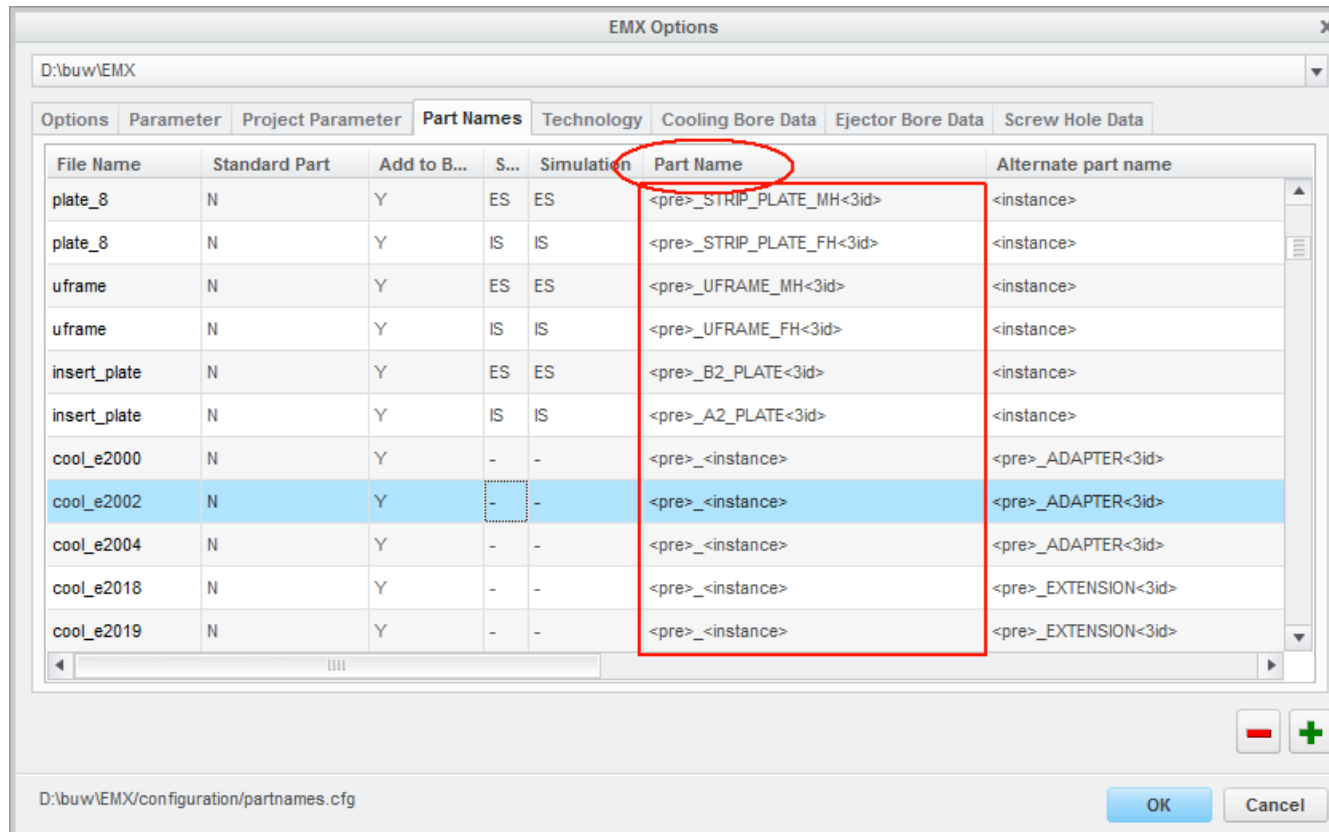 EMX Options
D:\buw\EMX
Options Parameter Project Parameter Part Names Technology Cooling Bore Data Ejector Bore Data Screw Hole Data
File Name Standard Part Add to B... S... Simulation Part Name Alternate part name
plate_8 N Y ES ES <pre>_STRIP_PLATE_MH<3id> <instance>
plate_8 N Y IS IS <pre>_STRIP_PLATE_FH<3id> <instance>
uframe N Y ES ES <pre>_UFRAME_MH<3id> <instance>
uframe N Y IS IS <pre>_UFRAME_FH<3id> <instance>
insert_plate N Y ES ES <pre>_B2_PLATE<3id> <instance>
insert_plate N Y IS IS <pre>_A2_PLATE<3id> <instance>
cool_e2000 N Y - - <pre>_<instance> <pre>_ADAPTER<3id>
cool_e2002 N Y - - <pre>_<instance> <pre>_ADAPTER<3id>
cool_e2004 N Y - - <pre>_<instance> <pre>_ADAPTER<3id>
cool_e2018 N Y - - <pre>_<instance> <pre>_EXTENSION<3id>
cool_e2019 N Y - - <pre>_<instance> <pre>_EXTENSION<3id>
D:\buw\EMX/configuration/partnames.cfg
OK Cancel